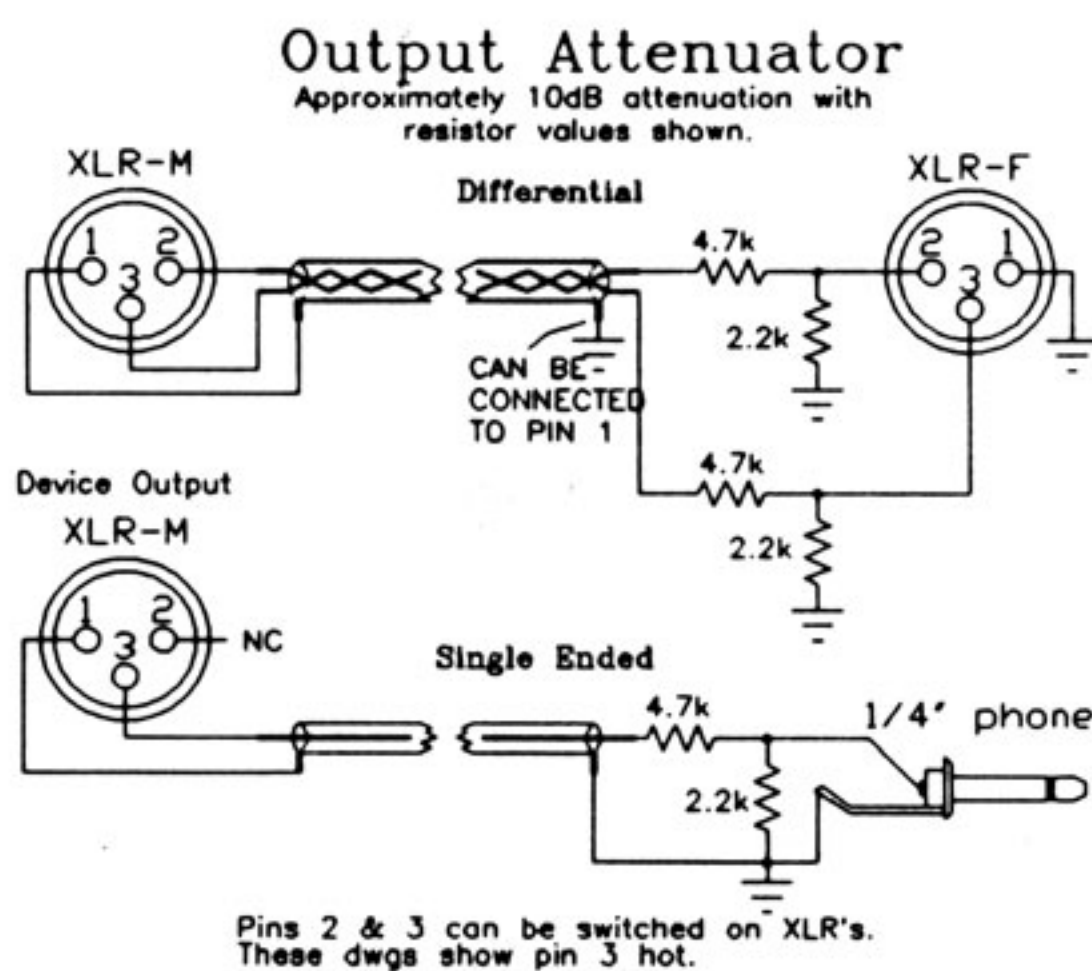 Output Attenuator
Approximately 10dB attenuation with
resistor values shown.
XLR-M
XLR-F
Differential
1
2
3
4.7k
2
1
3
2.2k
CAN BE-
CONNECTED
TO PIN 1
4.7k
2.2k
Device Output
XLR-M
1
2
3
NC
Single Ended
4.7k
1/4" phone
2.2k
Pins 2 & 3 can be switched on XLR's.
These dwgs show pin 3 hot.